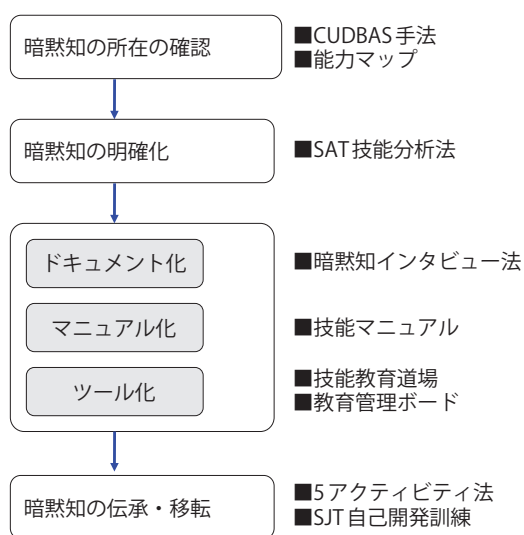 暗黙知の所在の確認
■CUDBAS手法
■能力マップ
暗黙知の明確化
■SAT技能分析法
ドキュメント化
■暗黙知インタビュー法
マニュアル化
■技能マニュアル
ツール化
■技能教育道場
■教育管理ボード
暗黙知の伝承・移転
■5アクティビティ法
■SJT自己開発訓練